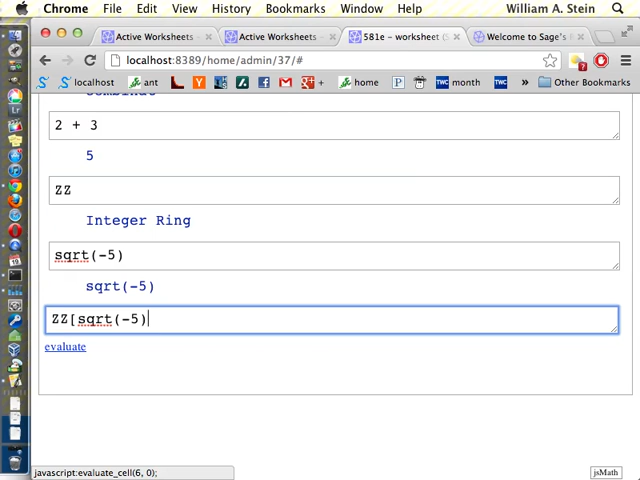 Chrome File Edit View History Bookmarks Window Help William A. Stein
Active Worksheets - Active Worksheets - 581e – worksheet (S Welcome to Sage's
localhost:8389/home/admin/37/#
localhost ant home month TWC » Other Bookmarks
2 + 3
5
ZZ
Integer Ring
sqrt(-5)
sqrt(-5)
ZZ[sqrt(-5)
evaluate
javascript:evaluate_cell(6, 0);
jsMath